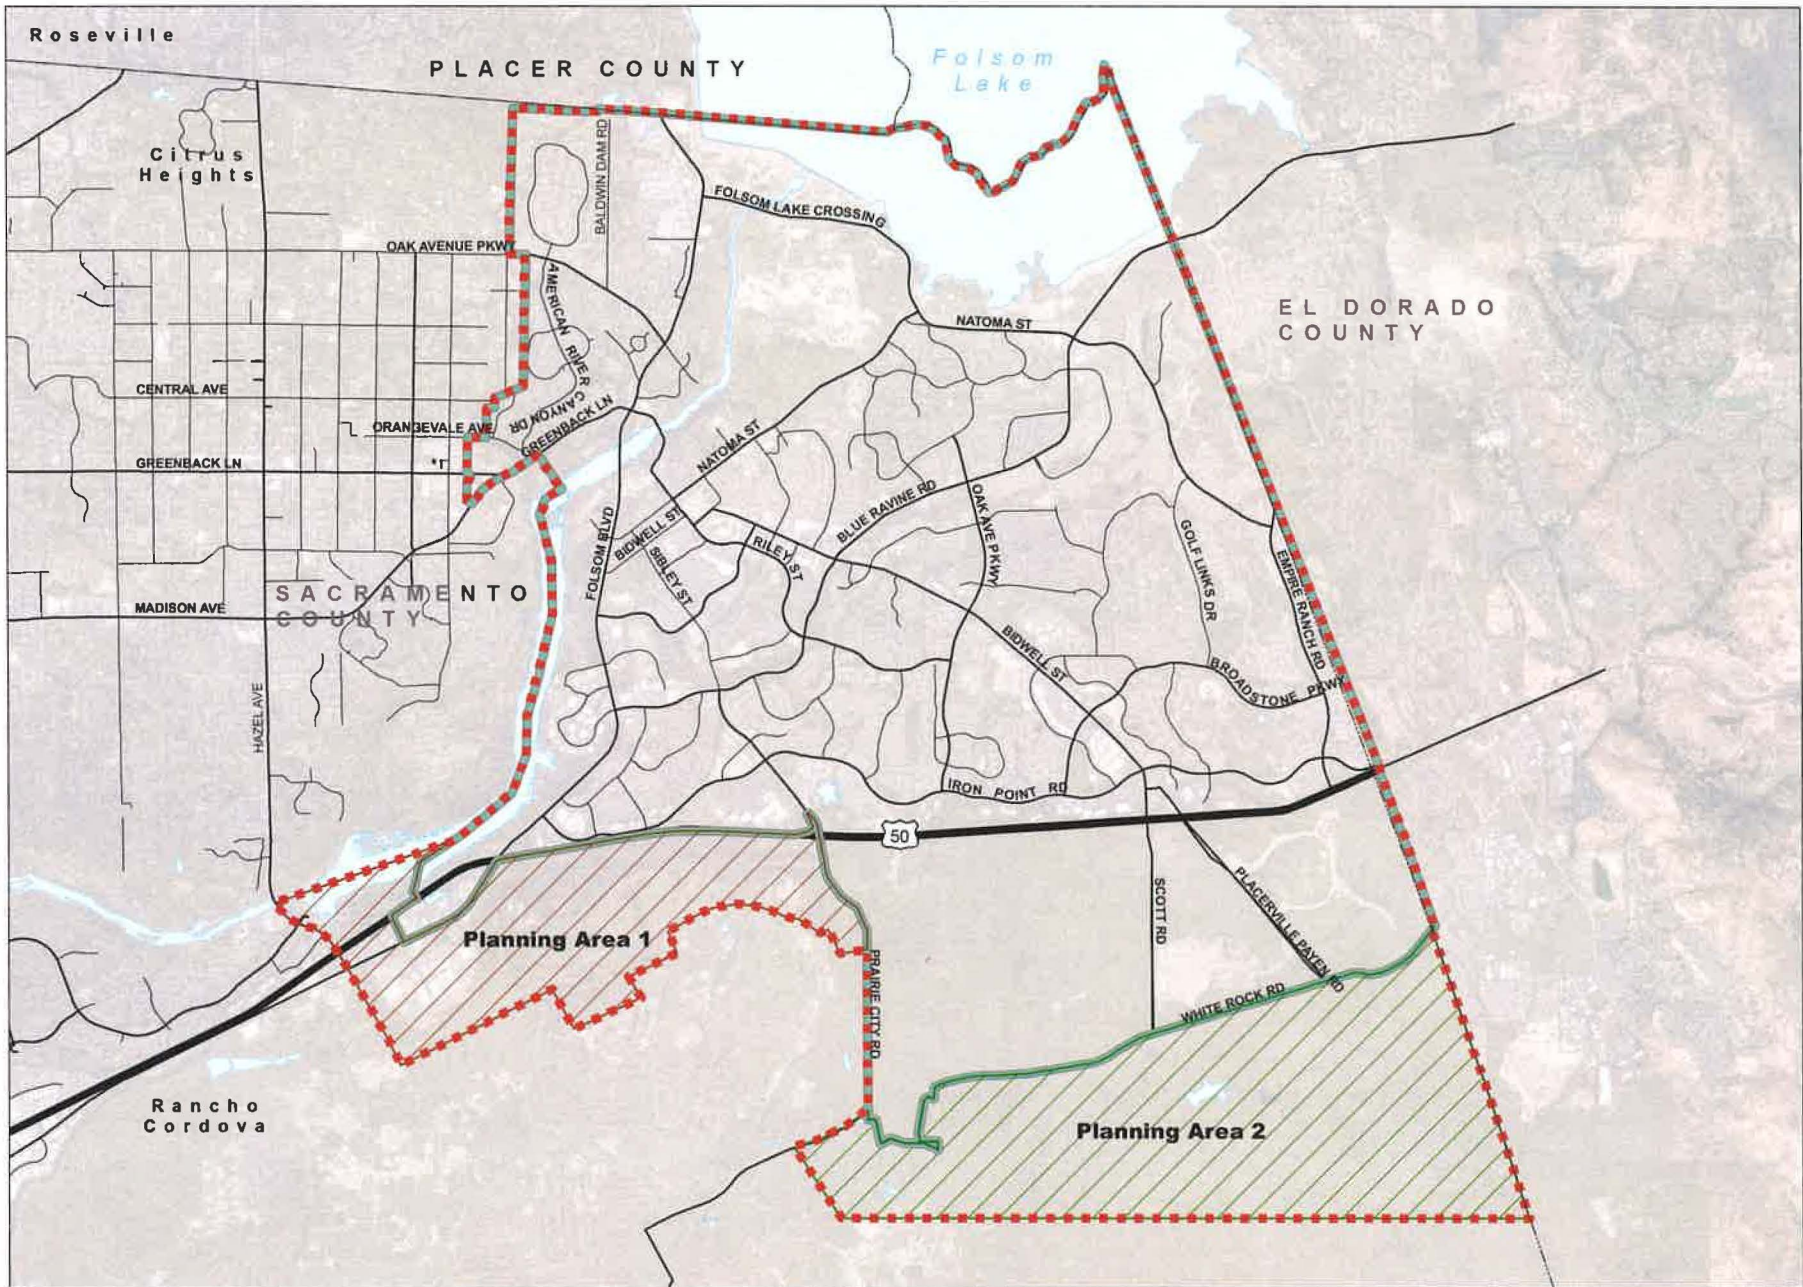 Roseville
PLACER COUNTY
Folsom
Lake
Citrus
Heights
BALDWIN DAM RD
FOLSOM LAKE CROSSING
OAK AVENUE PKWY
AMERICAN RIVER CANYON DR
EL DORADO
COUNTY
NATOMA ST
CENTRAL AVE
ORANGEVALE AVE
GREENBACK LN
GREENBACK LN
NATOMA ST
BLUE RAVINE RD
OAK AVE PKWY
FOLSOM BLVD
BIDWELL ST
SIBLEY ST
RILEY ST
GOLF LINKS DR
EMPIRE RANCH RD
SACRAMENTO
COUNTY
MADISON AVE
BIDWELL ST
BROADSTONE PKWY
HAZEL AVE
IRON POINT RD
50
SCOTT RD
PLACERVILLE PAYEN RD
Planning Area 1
PRAIRIE CITY RD
WHITE ROCK RD
Rancho
Cordova
Planning Area 2